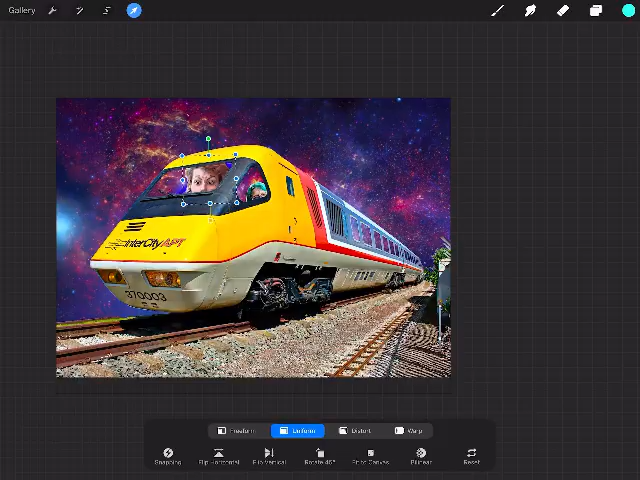 Gallery
InterCity APT
370003
Freeform
Uniform
Distort
Warp
Snapping
Flip Horizontal
Flip Vertical
Rotate 45°
Fit to Canvas
Bilinear
Reset